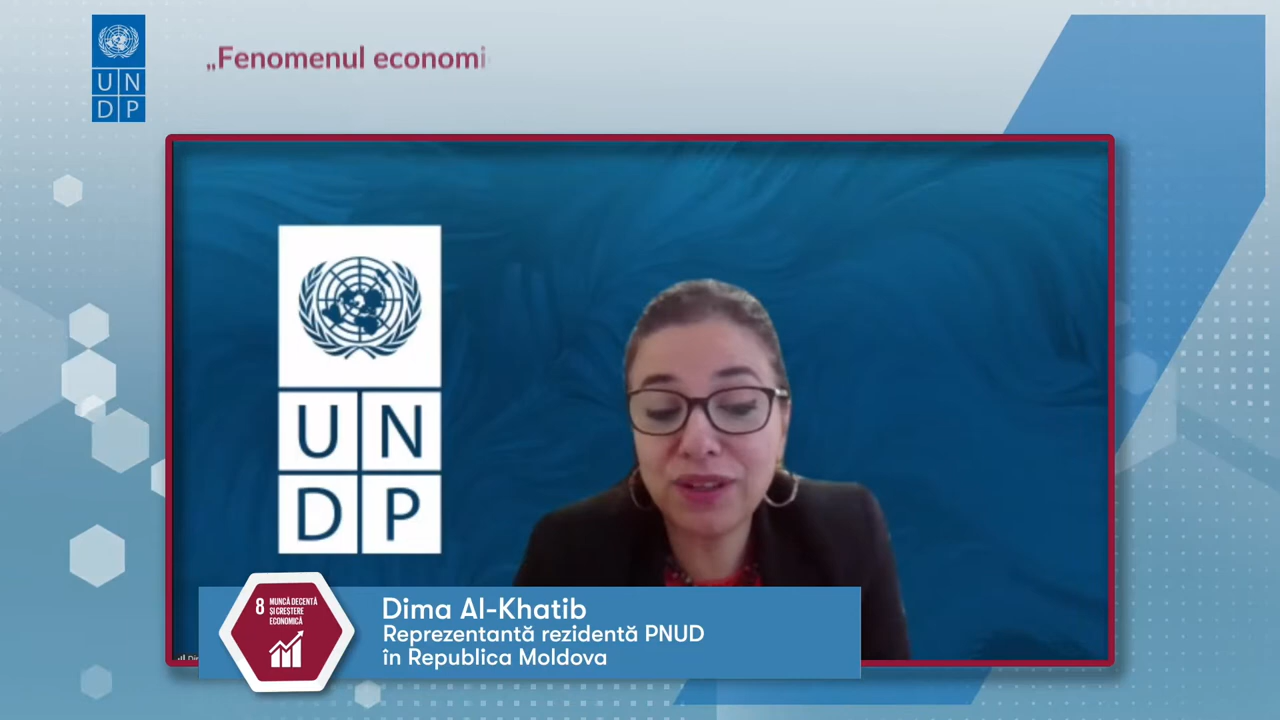 „Fenomenul economi
UN
DP
UN
DP
8 MUNCĂ DECENTĂ
ȘI CREȘTERE
ECONOMICĂ
Dima Al-Khatib
Reprezentantă rezidentă PNUD
în Republica Moldova